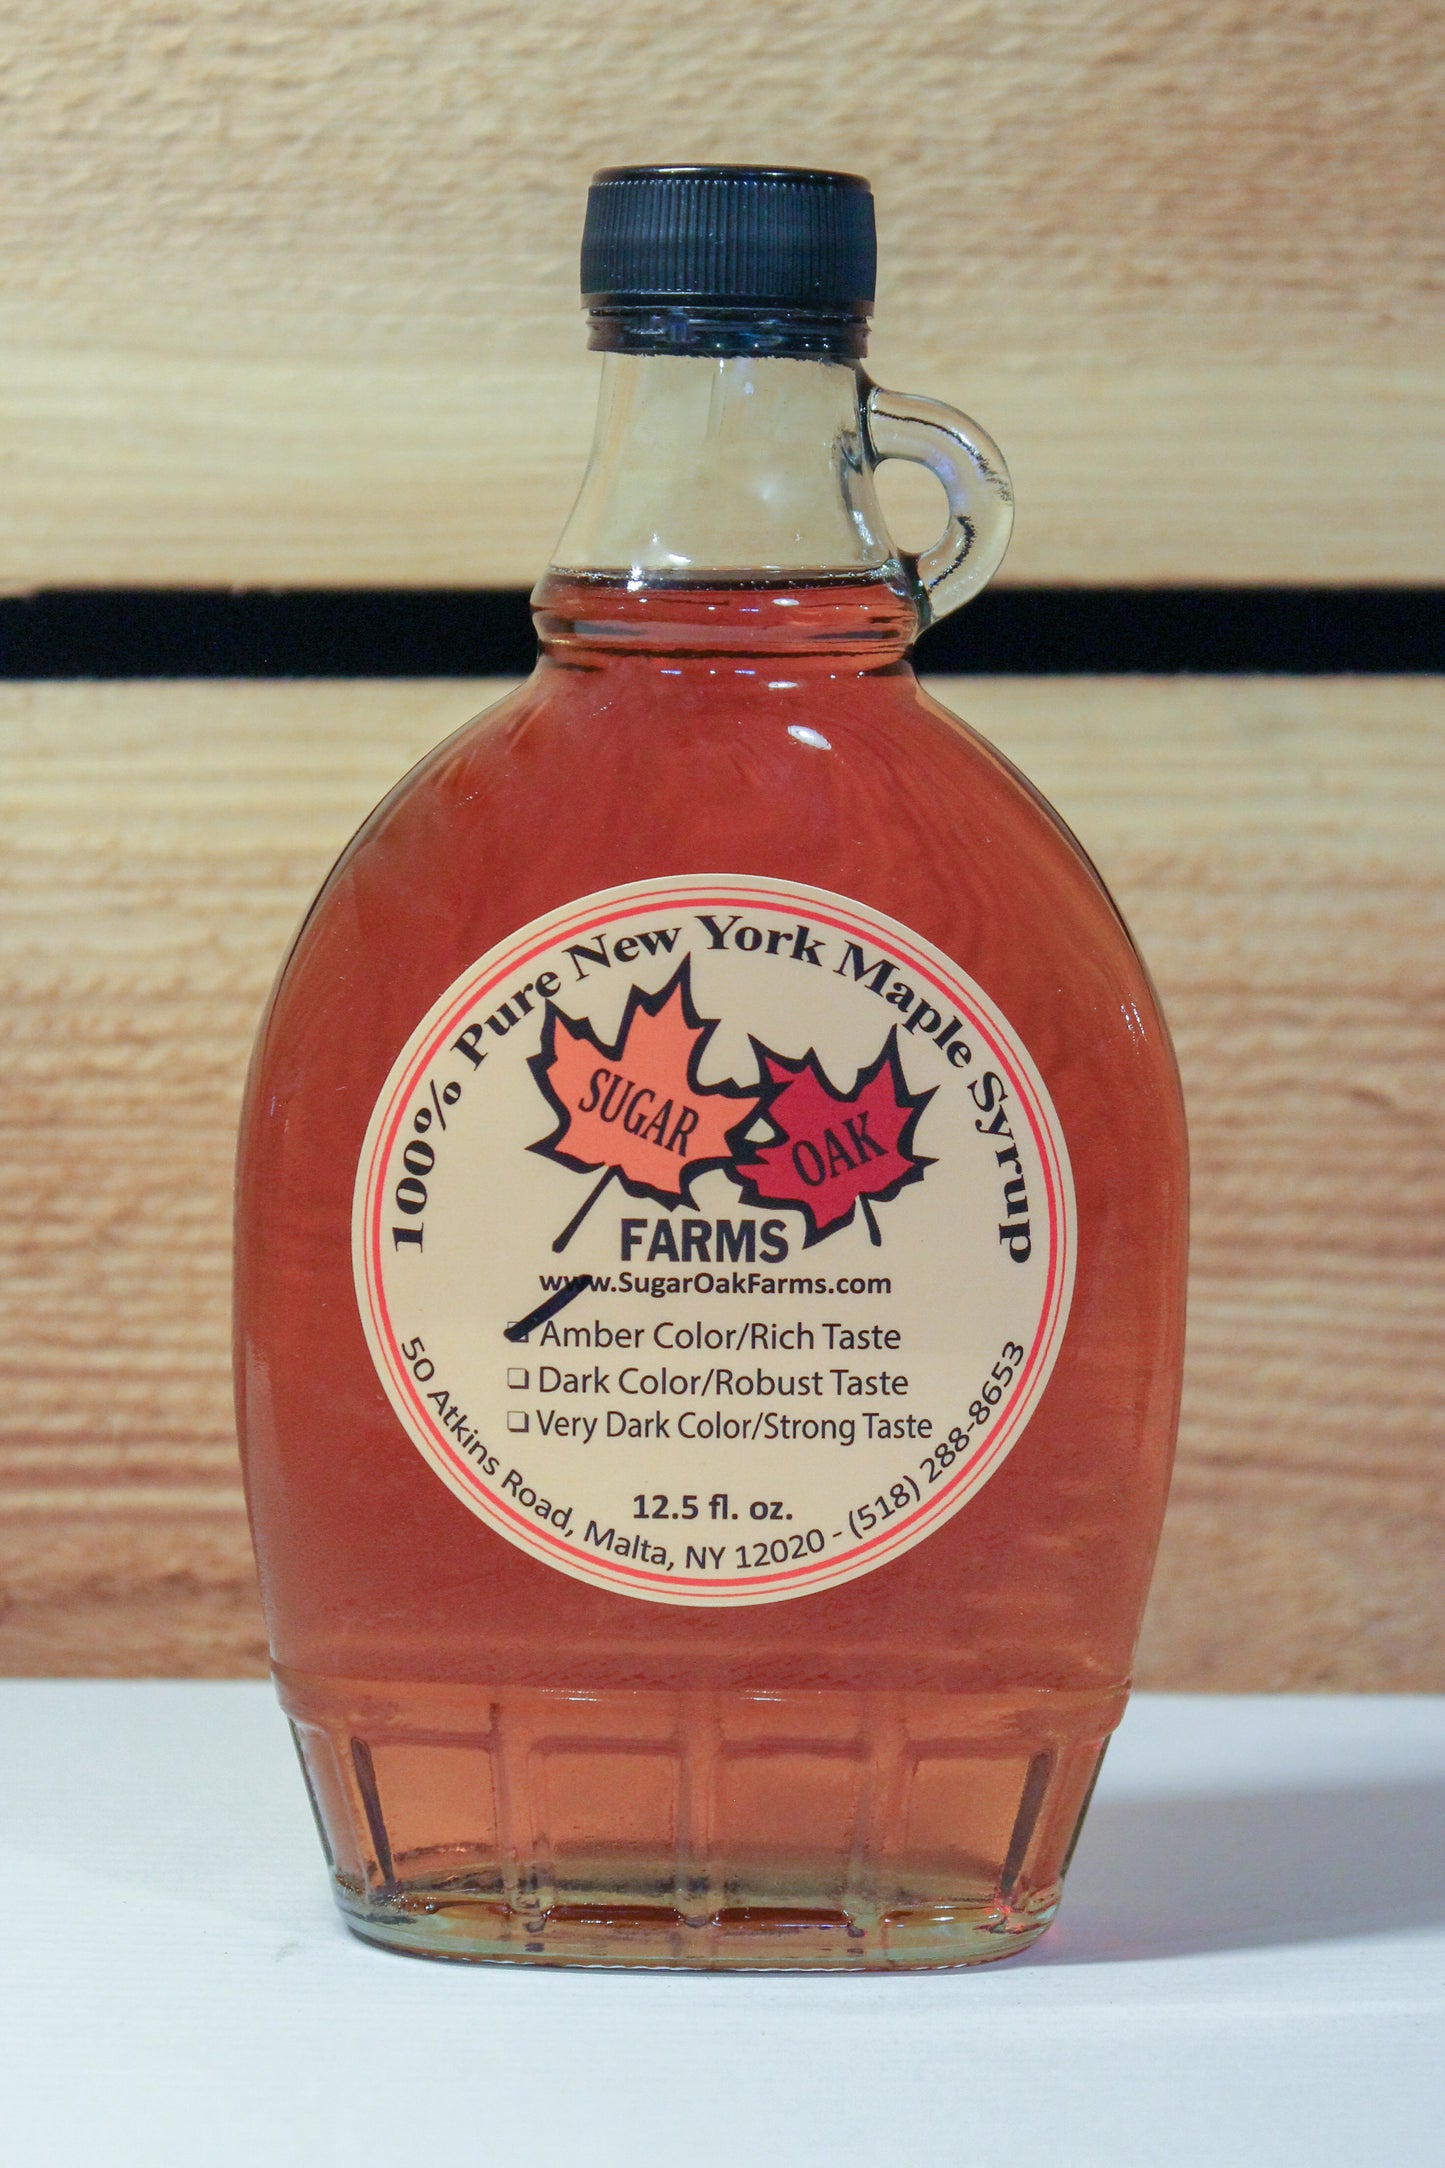 100% Pure New York Maple Syrup
SUGAR
OAK
FARMS
www.SugarOakFarms.com
Amber Color/Rich Taste
❏ Dark Color/Robust Taste
❏ Very Dark Color/Strong Taste
12.5 fl. oz.
50 Atkins Road, Malta, NY 12020 - (518) 288-8653